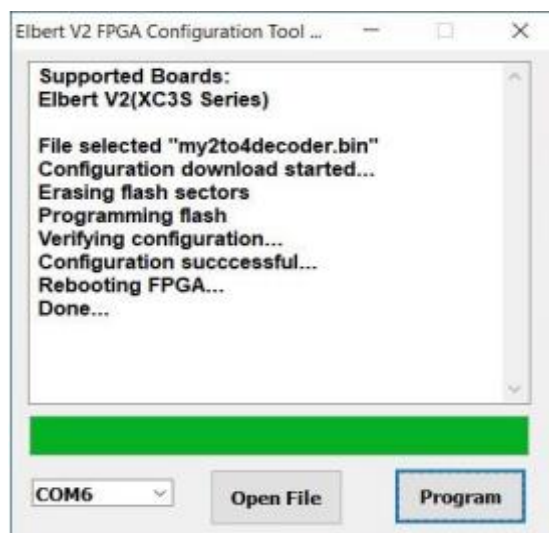 Elbert V2 FPGA Configuration Tool ...
Supported Boards:
Elbert V2(XC3S Series)
File selected "my2to4decoder.bin"
Configuration download started...
Erasing flash sectors
Programming flash
Verifying configuration...
Configuration succcessful...
Rebooting FPGA...
Done...
COM6
Open File
Program